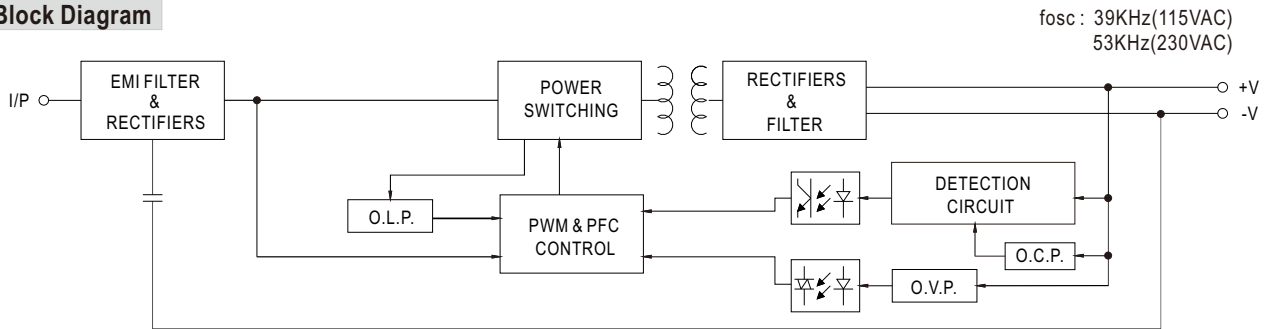 Block Diagram
fosc : 39KHz(115VAC)
53KHz(230VAC)
I/P
EMI FILTER
&
RECTIFIERS
POWER
SWITCHING
RECTIFIERS
&
FILTER
+V
-V
O.L.P.
PWM & PFC
CONTROL
DETECTION
CIRCUIT
O.C.P.
O.V.P.